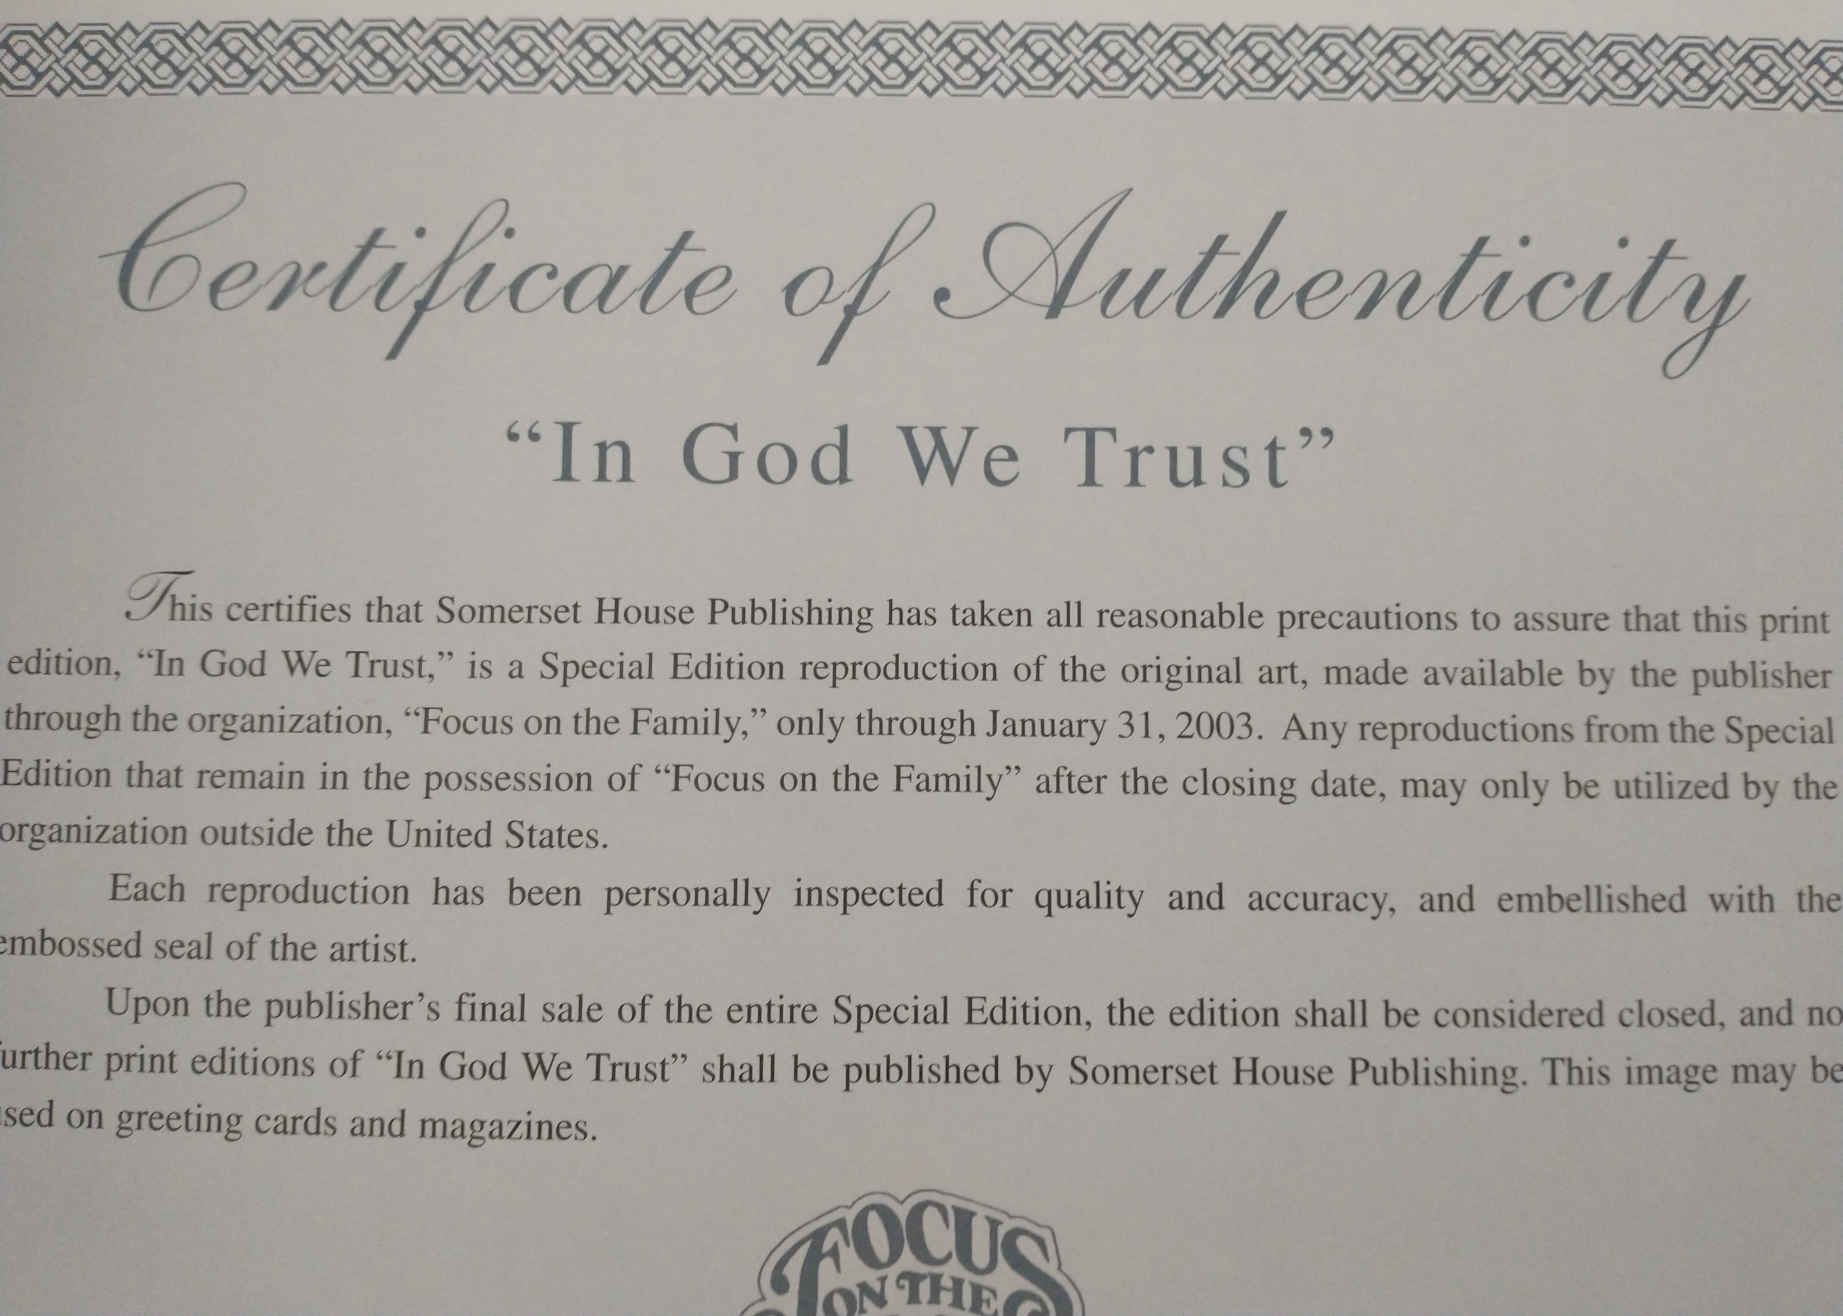 Certificate of Authenticity
“In God We Trust”
This certifies that Somerset House Publishing has taken all reasonable precautions to assure that this print
edition, “In God We Trust,” is a Special Edition reproduction of the original art, made available by the publisher
through the organization, “Focus on the Family,” only through January 31, 2003. Any reproductions from the Special
Edition that remain in the possession of “Focus on the Family” after the closing date, may only be utilized by the
organization outside the United States.
Each reproduction has been personally inspected for quality and accuracy, and embellished with the
embossed seal of the artist.
Upon the publisher’s final sale of the entire Special Edition, the edition shall be considered closed, and no
further print editions of “In God We Trust” shall be published by Somerset House Publishing. This image may be
used on greeting cards and magazines.
FOCUS
ON THE